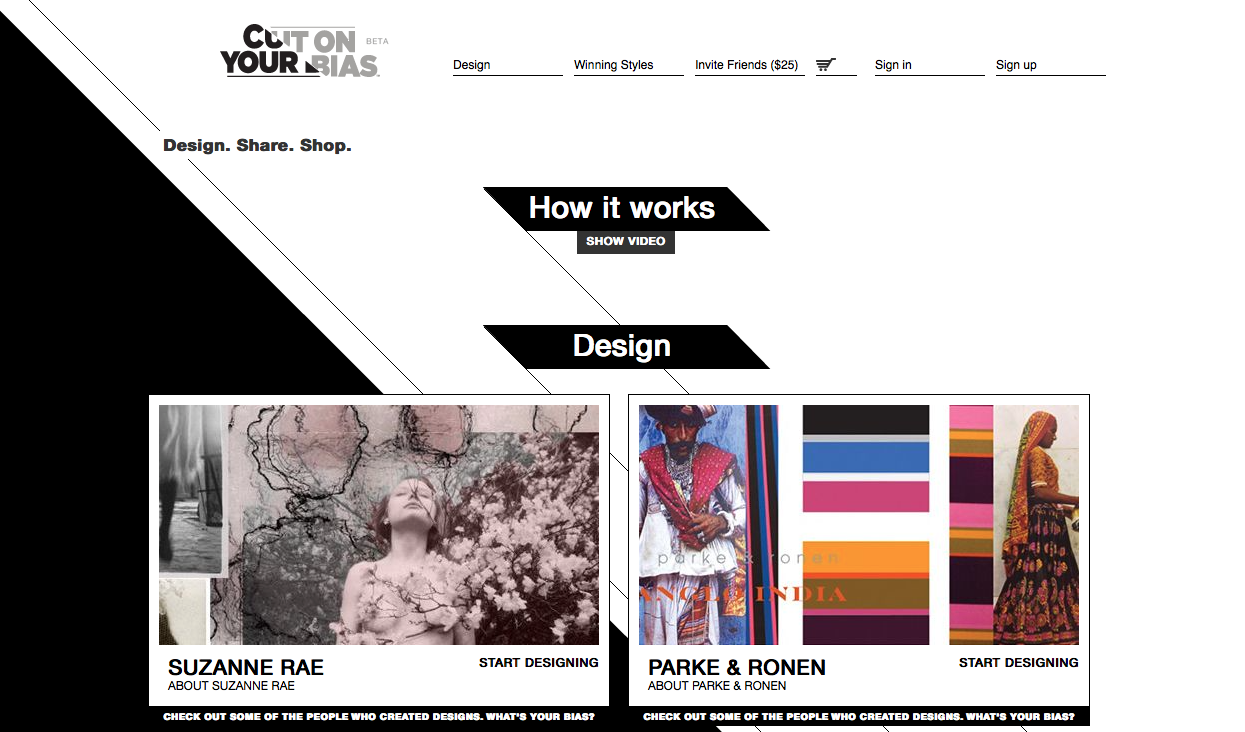 CUT ON
YOUR BIAS
BETA
Design
Winning Styles
Invite Friends ($25)
Sign in
Sign up
Design. Share. Shop.
How it works
SHOW VIDEO
Design
parke & ronen
ANGLO INDIA
SUZANNE RAE
START DESIGNING
ABOUT SUZANNE RAE
CHECK OUT SOME OF THE PEOPLE WHO CREATED DESIGNS. WHAT'S YOUR BIAS?
PARKE & RONEN
START DESIGNING
ABOUT PARKE & RONEN
CHECK OUT SOME OF THE PEOPLE WHO CREATED DESIGNS. WHAT'S YOUR BIAS?